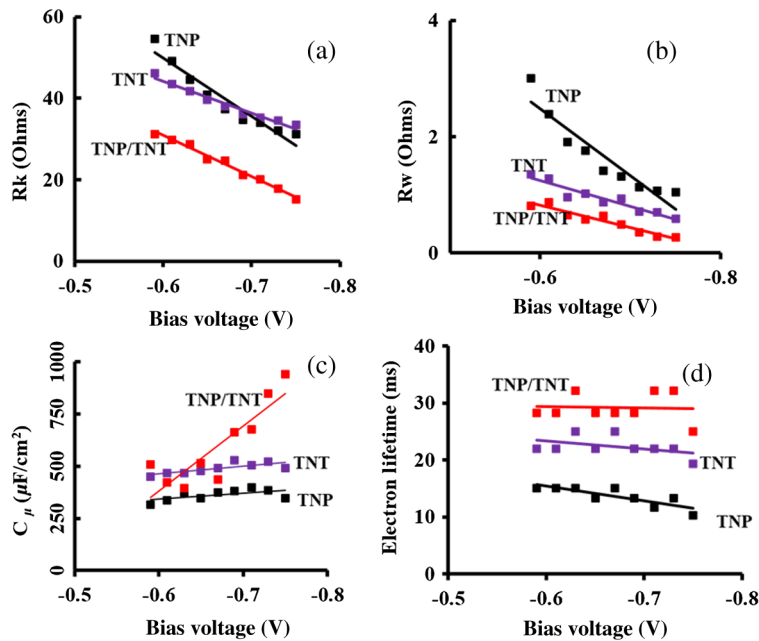 60
40
20
0
Rk (Ohms)
TNP
TNT
TNP/TNT
(a)
-0.5
-0.6
-0.7
-0.8
Bias voltage (V)
4
2
0
Rw (Ohms)
(b)
TNP
TNT
TNP/TNT
-0.6
-0.8
Bias voltage (V)
1000
750
500
250
0
C μ (μF/cm²)
(c)
TNP/TNT
TNT
TNP
-0.5
-0.6
-0.7
-0.8
Bias voltage (V)
40
30
20
10
0
Electron lifetime (ms)
(d)
TNP/TNT
TNT
TNP
-0.5
-0.6
-0.7
-0.8
Bias voltage (V)